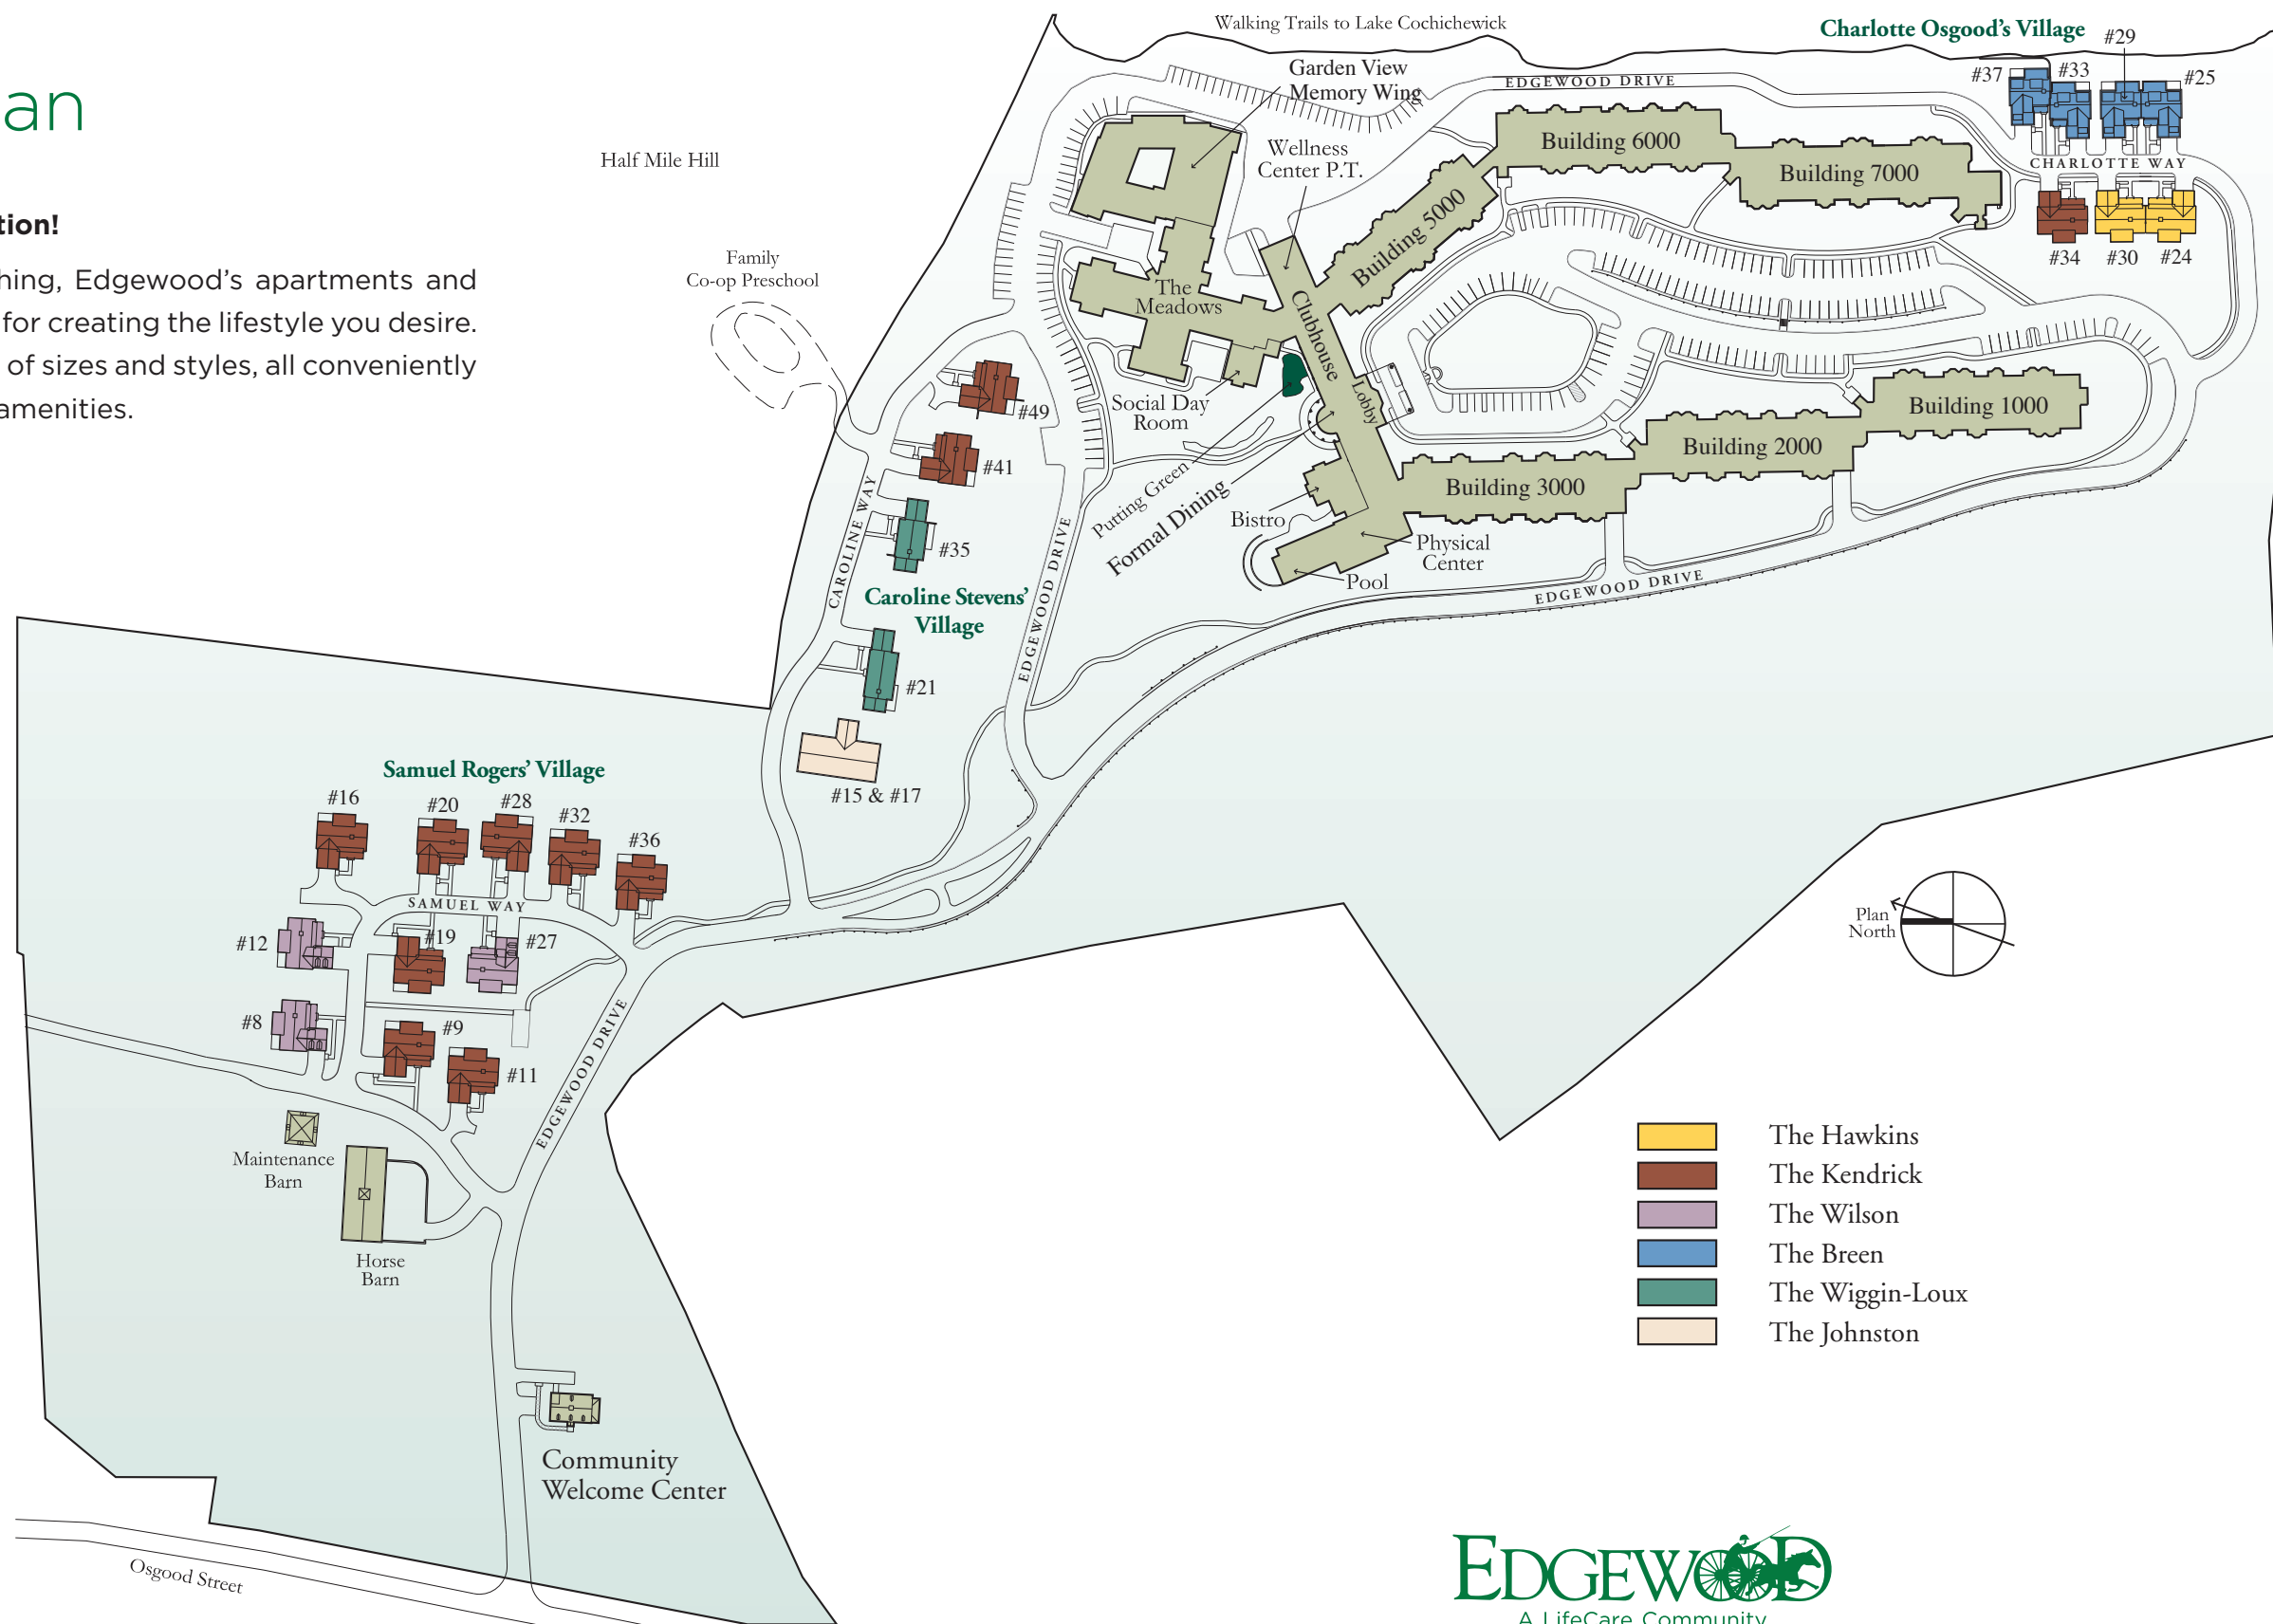 an
tion!
hing, Edgewood’s apartments and
for creating the lifestyle you desire.
of sizes and styles, all conveniently
amenities.
Half Mile Hill
Family
Co-op Preschool
Walking Trails to Lake Cochichewick
Garden View
Memory Wing
EDGEWOOD DRIVE
Charlotte Osgood’s Village
#29
#37
#33
#25
CHARLOTTE WAY
#34
#30
#24
Wellness
Center P.T.
Building 6000
Building 7000
Building 5000
The
Meadows
Clubhouse
Lobby
Social Day
Room
Putting Green
Formal Dining
Bistro
Pool
Physical
Center
Building 3000
Building 2000
Building 1000
EDGEWOOD DRIVE
#49
#41
#35
CAROLINE WAY
EDGEWOOD DRIVE
Caroline Stevens’
Village
#21
#15 & #17
Samuel Rogers’ Village
#16
#20
#28
#32
#36
SAMUEL WAY
#12
#19
#27
#8
#9
#11
EDGEWOOD DRIVE
Maintenance
Barn
Horse
Barn
Community
Welcome Center
Osgood Street
Plan
North
The Hawkins
The Kendrick
The Wilson
The Breen
The Wiggin-Loux
The Johnston
EDGEWOOD
A LifeCare Community